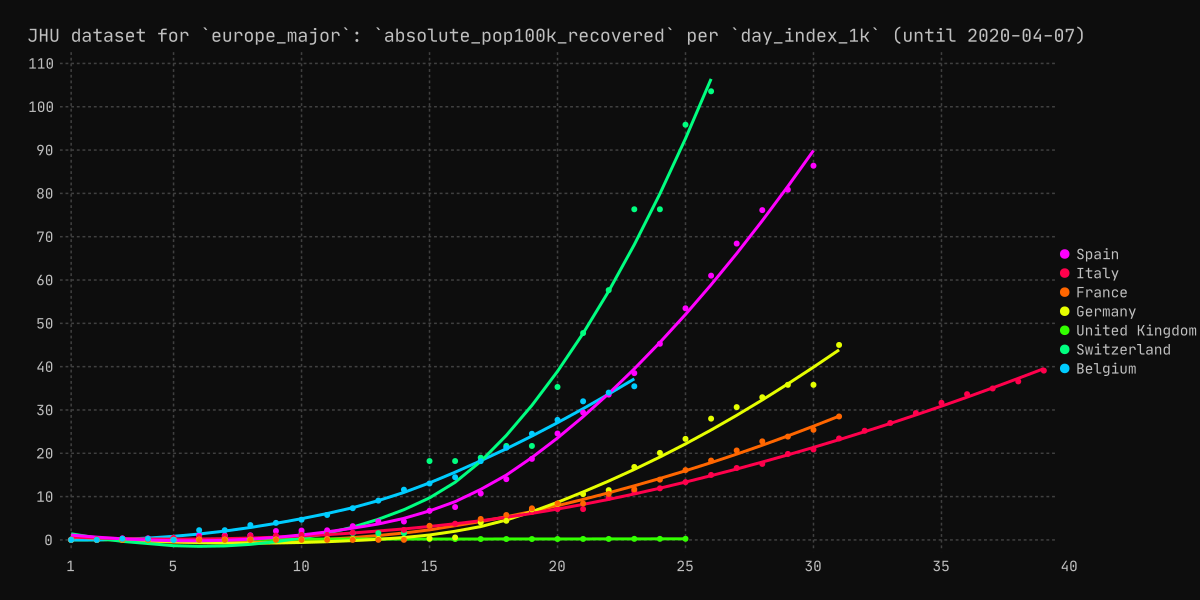 JHU dataset for `europe_major`: `absolute_pop100k_recovered` per `day_index_1k` (until 2020-04-07)
110
100
90
80
70
60
50
40
30
20
10
0
1 5 10 15 20 25 30 35 40
Spain
Italy
France
Germany
United Kingdom
Switzerland
Belgium